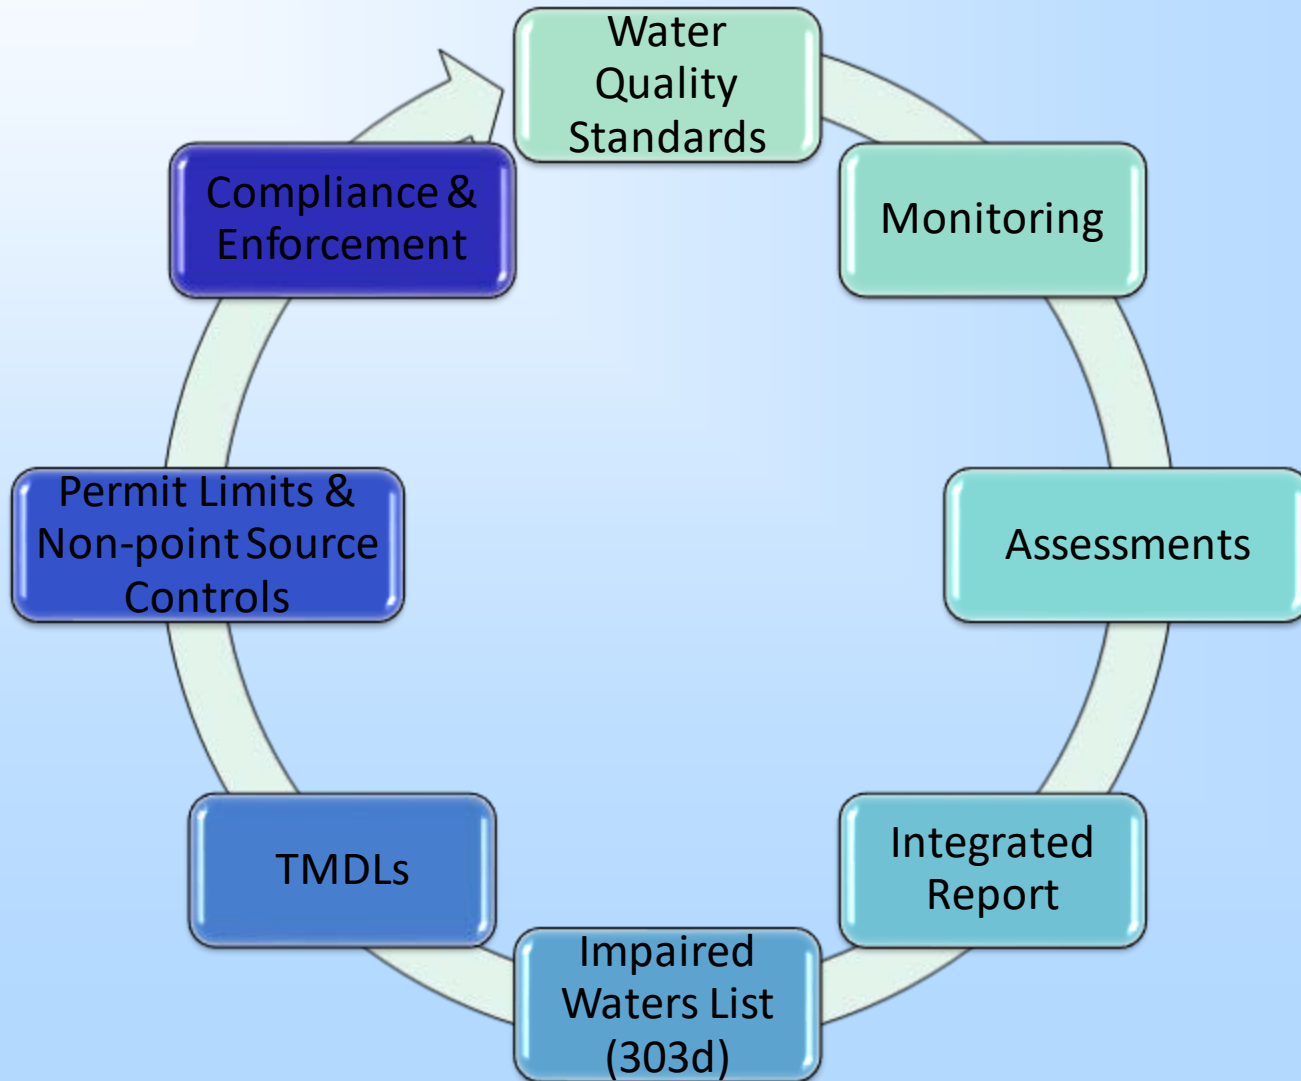 Water
Quality
Standards
Monitoring
Assessments
Integrated
Report
Impaired
Waters List
(303d)
TMDLs
Permit Limits &
Non-point Source
Controls
Compliance &
Enforcement